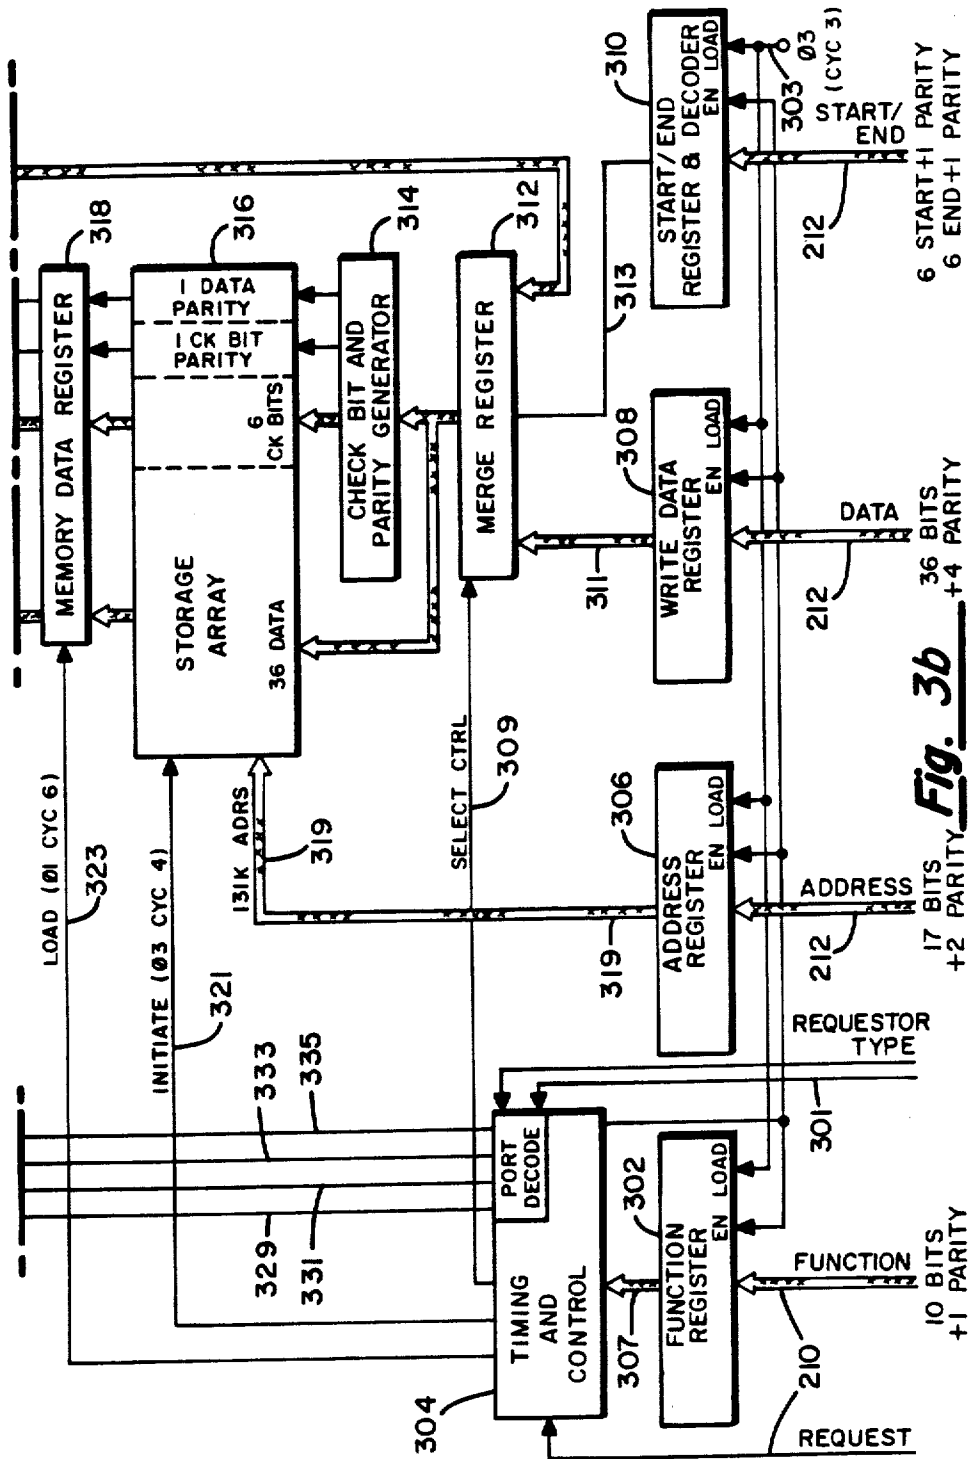 318
MEMORY DATA REGISTER
LOAD (Ø1 CYC 6)
323
316
STORAGE
ARRAY
36 DATA
6
CK BITS
1 CK BIT
PARITY
1 DATA
PARITY
INITIATE (Ø3 CYC 4)
321
131K ADRS
319
319
314
CHECK BIT AND
PARITY GENERATOR
312
MERGE REGISTER
SELECT CTRL
309
313
311
333
335
329
331
304
TIMING
AND
CONTROL
PORT
DECODE
307
302
FUNCTION
REGISTER
EN LOAD
306
ADDRESS
REGISTER
EN LOAD
308
WRITE DATA
REGISTER
EN LOAD
310
START/END
REGISTER & DECODER
EN LOAD
303
Ø3
(CYC 3)
REQUEST
210
FUNCTION
10 BITS
+1 PARITY
301
REQUESTOR
TYPE
212
ADDRESS
17 BITS
+2 PARITY
212
DATA
36 BITS
+4 PARITY
212
START/
END
6 START+1 PARITY
6 END+1 PARITY
Fig. 3b